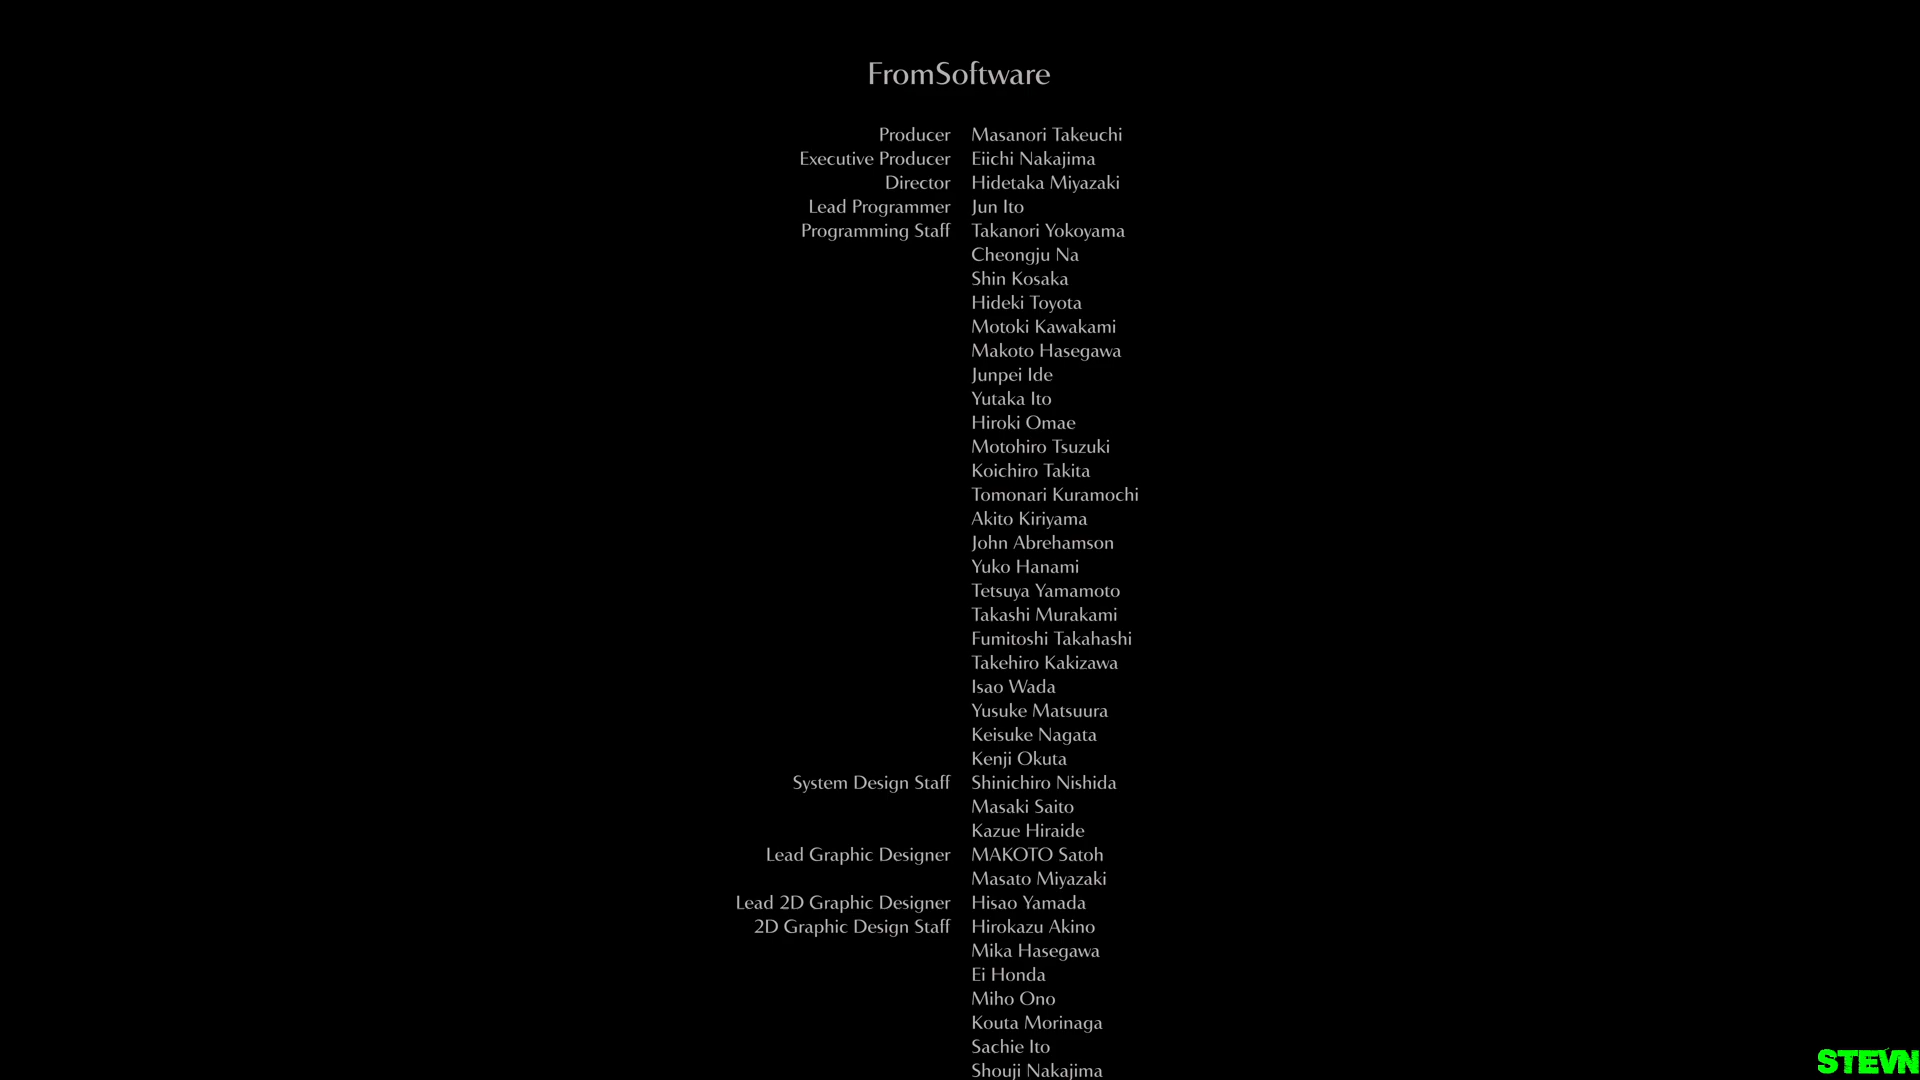 FromSoftware
Producer Masanori Takeuchi
Executive Producer Eiichi Nakajima
Director Hidetaka Miyazaki
Lead Programmer Jun Ito
Programming Staff Takanori Yokoyama
Cheongju Na
Shin Kosaka
Hideki Toyota
Motoki Kawakami
Makoto Hasegawa
Junpei Ide
Yutaka Ito
Hiroki Omae
Motohiro Tsuzuki
Koichiro Takita
Tomonari Kuramochi
Akito Kiriyama
John Abrehamson
Yuko Hanami
Tetsuya Yamamoto
Takashi Murakami
Fumitoshi Takahashi
Takehiro Kakizawa
Isao Wada
Yusuke Matsuura
Keisuke Nagata
Kenji Okuta
System Design Staff Shinichiro Nishida
Masaki Saito
Kazue Hiraide
Lead Graphic Designer MAKOTO Satoh
Masato Miyazaki
Lead 2D Graphic Designer Hisao Yamada
2D Graphic Design Staff Hirokazu Akino
Mika Hasegawa
Ei Honda
Miho Ono
Kouta Morinaga
Sachie Ito
Shouji Nakajima
STEVN